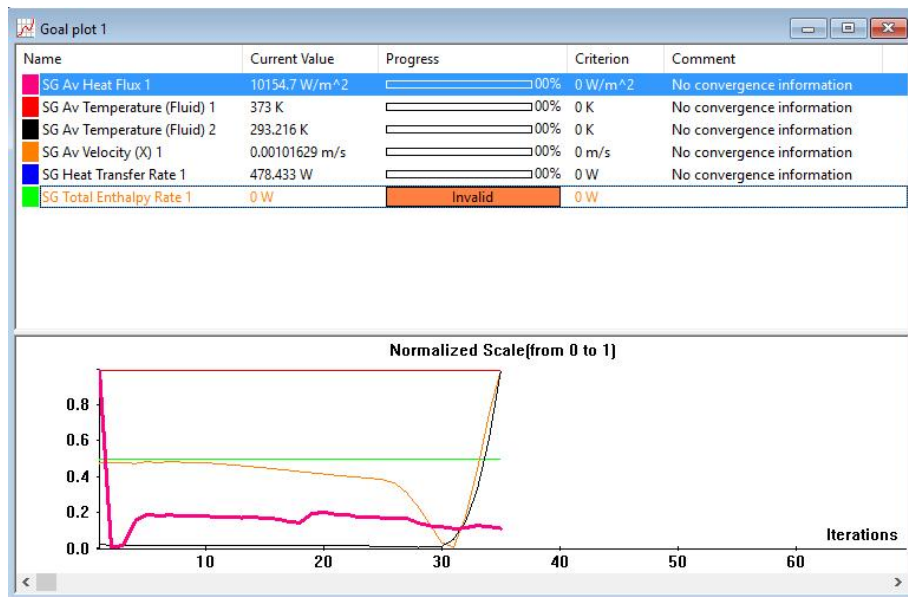 Goal plot 1
Name Current Value Progress Criterion Comment
SG Av Heat Flux 1 10154.7 W/m^2 00% 0 W/m^2 No convergence information
SG Av Temperature (Fluid) 1 373 K 00% 0 K No convergence information
SG Av Temperature (Fluid) 2 293.216 K 00% 0 K No convergence information
SG Av Velocity (X) 1 0.00101629 m/s 00% 0 m/s No convergence information
SG Heat Transfer Rate 1 478.433 W 00% 0 W No convergence information
SG Total Enthalpy Rate 1 0 W Invalid 0 W
Normalized Scale(from 0 to 1)
0.8
0.6
0.4
0.2
Iterations
0.0
10 20 30 40 50 60